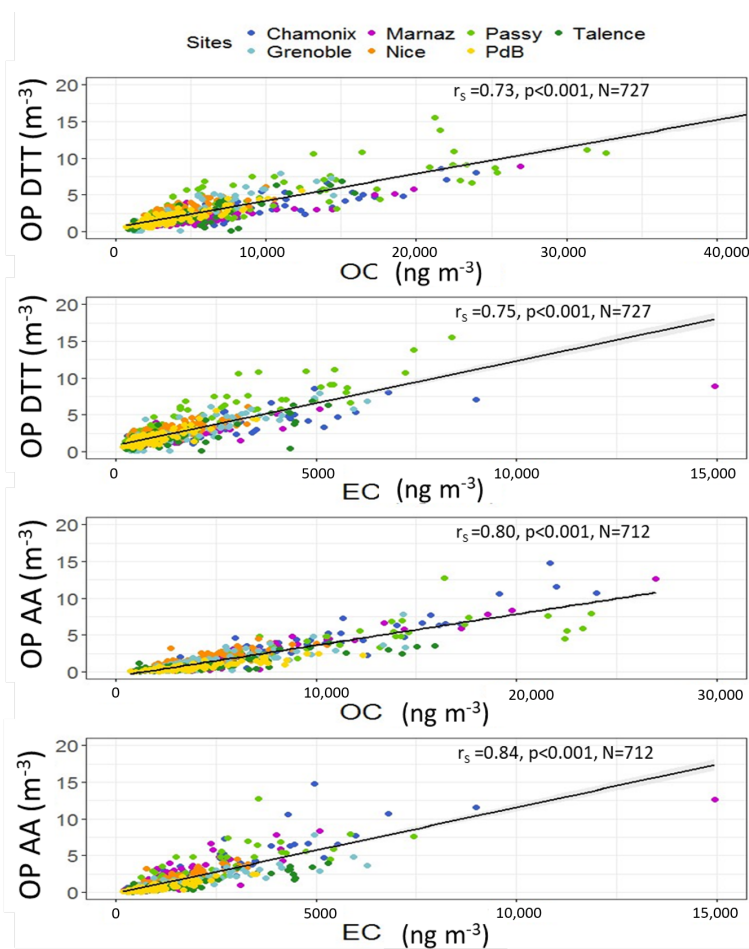 Sites Chamonix Marnaz Passy Talence
Grenoble Nice PdB
OP DTT (m-3)
20
15
10
5
0
rS =0.73, p<0.001, N=727
0 10,000 20,000 30,000 40,000
OC (ng m-3)
OP DTT (m-3)
20
15
10
5
0
rS =0.75, p<0.001, N=727
0 5000 10,000 15,000
EC (ng m-3)
OP AA (m-3)
20
15
10
5
0
rS =0.80, p<0.001, N=712
0 10,000 20,000 30,000
OC (ng m-3)
OP AA (m-3)
20
15
10
5
0
rS =0.84, p<0.001, N=712
0 5000 10,000 15,000
EC (ng m-3)